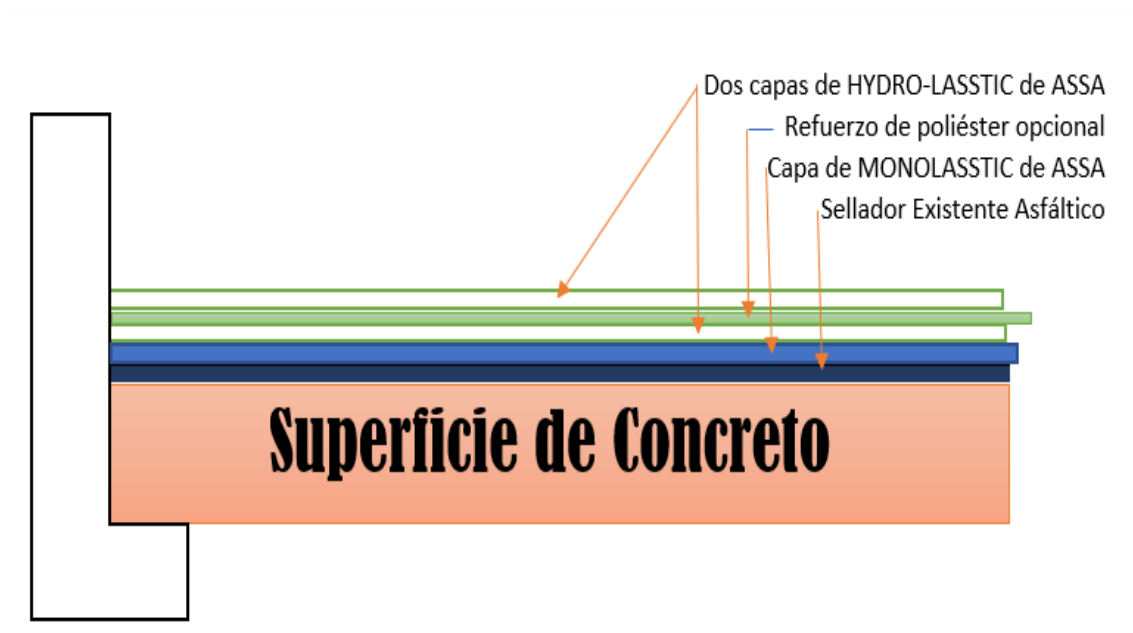 Dos capas de HYDRO-LASSTIC de ASSA
Refuerzo de poliéster opcional
Capa de MONOLASSTIC de ASSA
Sellador Existente Asfáltico
Superficie de Concreto